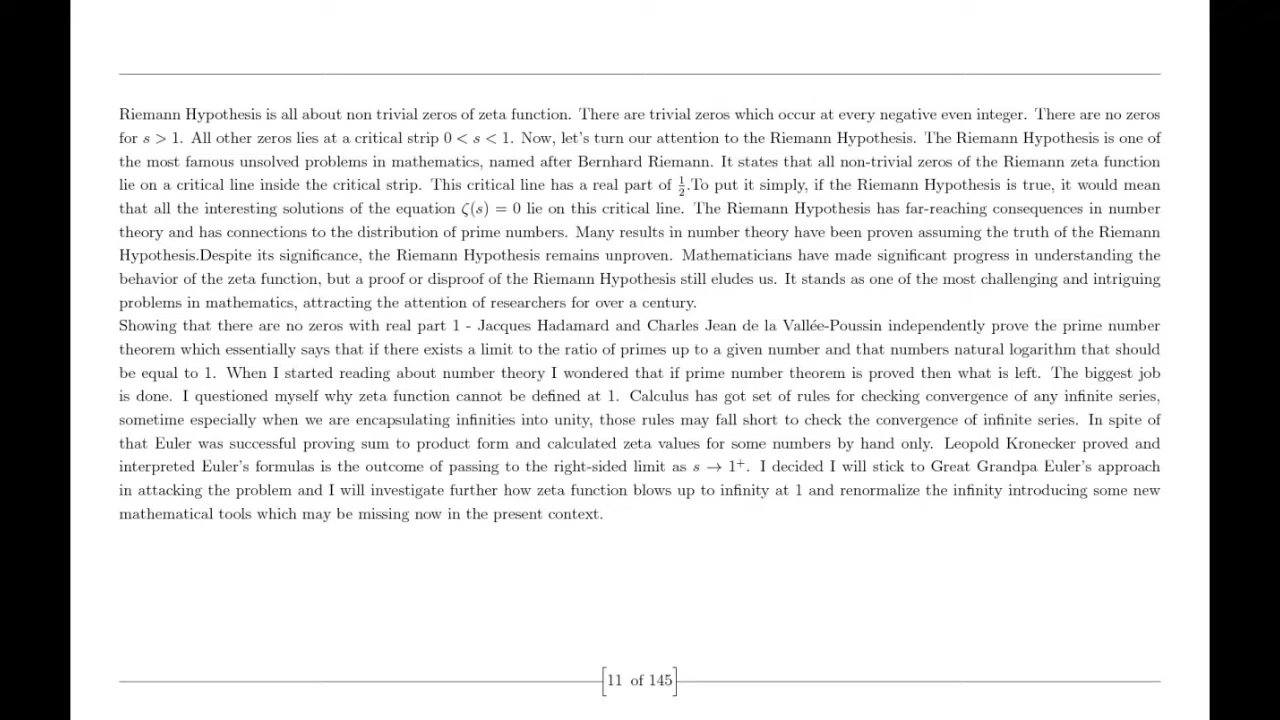 Riemann Hypothesis is all about non trivial zeros of zeta function. There are trivial zeros which occur at every negative even integer. There are no zeros
for s > 1. All other zeros lies at a critical strip 0 < s < 1. Now, let's turn our attention to the Riemann Hypothesis. The Riemann Hypothesis is one of
the most famous unsolved problems in mathematics, named after Bernhard Riemann. It states that all non-trivial zeros of the Riemann zeta function
lie on a critical line inside the critical strip. This critical line has a real part of 1/2.To put it simply, if the Riemann Hypothesis is true, it would mean
that all the interesting solutions of the equation ζ(s) = 0 lie on this critical line. The Riemann Hypothesis has far-reaching consequences in number
theory and has connections to the distribution of prime numbers. Many results in number theory have been proven assuming the truth of the Riemann
Hypothesis.Despite its significance, the Riemann Hypothesis remains unproven. Mathematicians have made significant progress in understanding the
behavior of the zeta function, but a proof or disproof of the Riemann Hypothesis still eludes us. It stands as one of the most challenging and intriguing
problems in mathematics, attracting the attention of researchers for over a century.
Showing that there are no zeros with real part 1 - Jacques Hadamard and Charles Jean de la Vallée-Poussin independently prove the prime number
theorem which essentially says that if there exists a limit to the ratio of primes up to a given number and that numbers natural logarithm that should
be equal to 1. When I started reading about number theory I wondered that if prime number theorem is proved then what is left. The biggest job
is done. I questioned myself why zeta function cannot be defined at 1. Calculus has got set of rules for checking convergence of any infinite series,
sometime especially when we are encapsulating infinities into unity, those rules may fall short to check the convergence of infinite series. In spite of
that Euler was successful proving sum to product form and calculated zeta values for some numbers by hand only. Leopold Kronecker proved and
interpreted Euler's formulas is the outcome of passing to the right-sided limit as s → 1⁺. I decided I will stick to Great Grandpa Euler's approach
in attacking the problem and I will investigate further how zeta function blows up to infinity at 1 and renormalize the infinity introducing some new
mathematical tools which may be missing now in the present context.
[11 of 145]